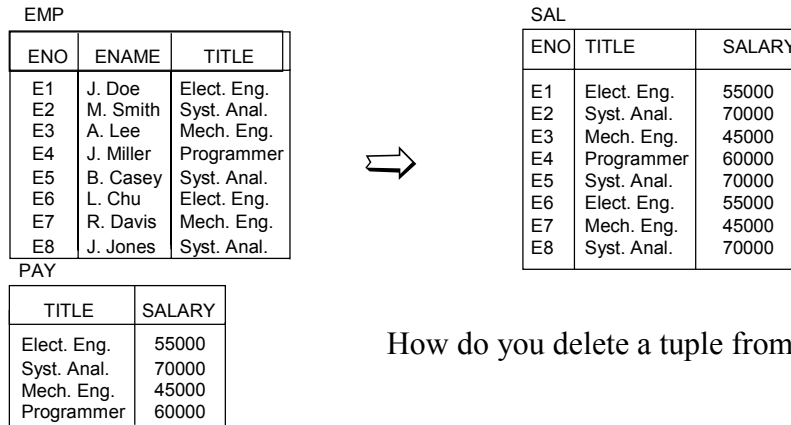 EMP
ENO ENAME TITLE
E1 J. Doe Elect. Eng.
E2 M. Smith Syst. Anal.
E3 A. Lee Mech. Eng.
E4 J. Miller Programmer
E5 B. Casey Syst. Anal.
E6 L. Chu Elect. Eng.
E7 R. Davis Mech. Eng.
E8 J. Jones Syst. Anal.
PAY
TITLE SALARY
Elect. Eng. 55000
Syst. Anal. 70000
Mech. Eng. 45000
Programmer 60000
SAL
ENO TITLE SALARY
E1 Elect. Eng. 55000
E2 Syst. Anal. 70000
E3 Mech. Eng. 45000
E4 Programmer 60000
E5 Syst. Anal. 70000
E6 Elect. Eng. 55000
E7 Mech. Eng. 45000
E8 Syst. Anal. 70000
How do you delete a tuple from